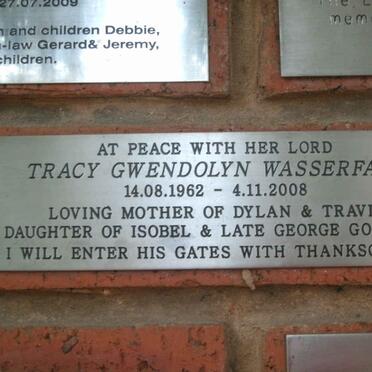 27.07.2009
and children Debbie,
-law Gerard& Jeremy,
children.
AT PEACE WITH HER LORD
TRACY GWENDOLYN WASSERFA
14.08.1962 - 4.11.2008
LOVING MOTHER OF DYLAN & TRAVI
DAUGHTER OF ISOBEL & LATE GEORGE GO
I WILL ENTER HIS GATES WITH THANKSG